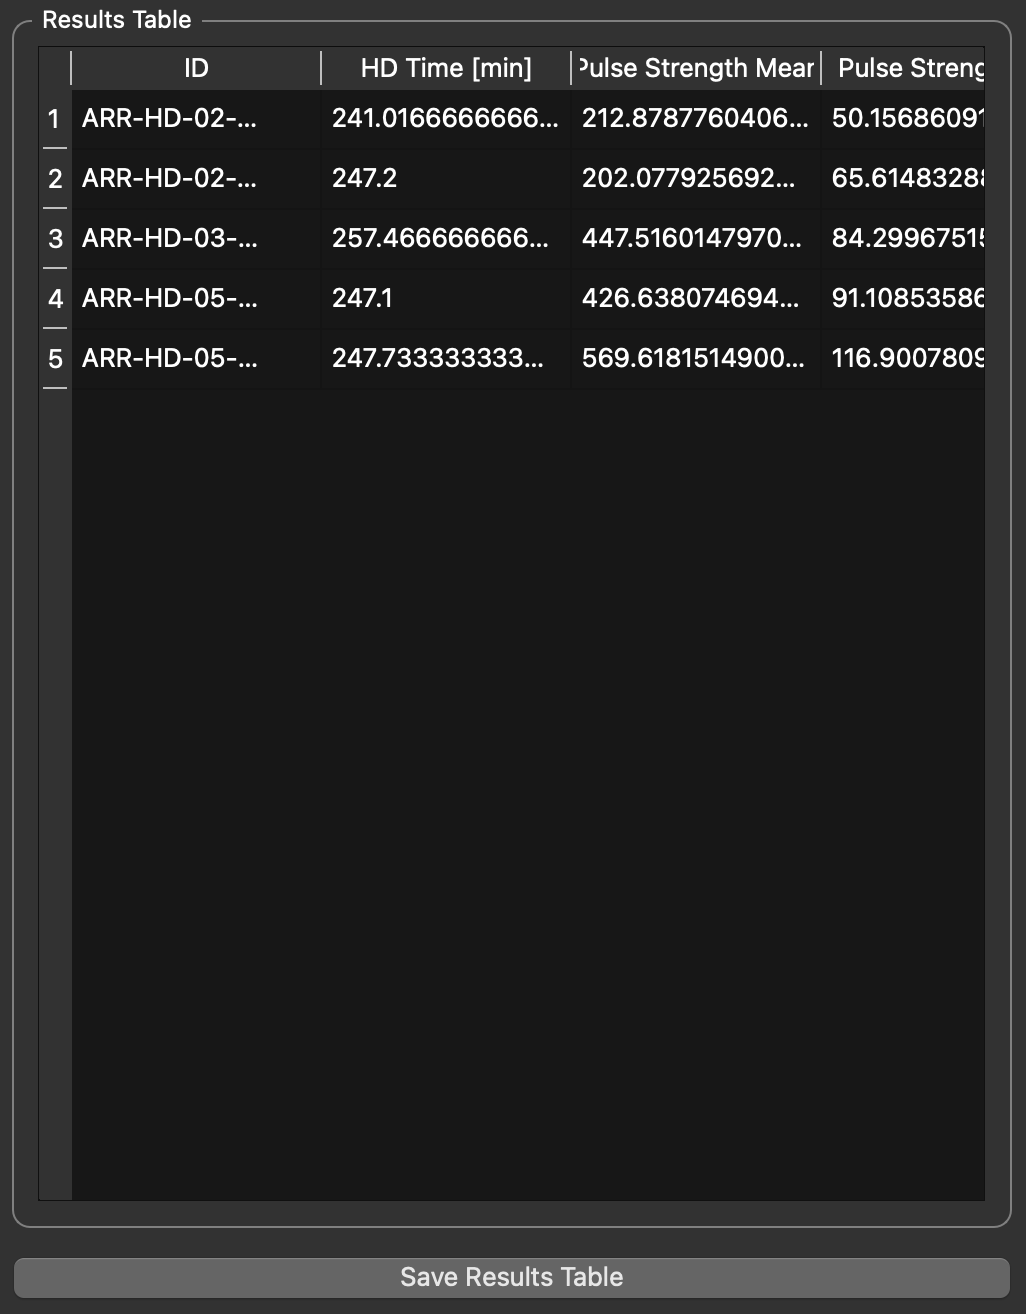 Results Table
ID HD Time [min] Pulse Strength Mean Pulse Streng
1 ARR-HD-02-... 241.0166666666... 212.8787760406... 50.15686091
2 ARR-HD-02-... 247.2 202.077925692... 65.61483288
3 ARR-HD-03-... 257.466666666... 447.5160147970... 84.29967515
4 ARR-HD-05-... 247.1 426.638074694... 91.10853586
5 ARR-HD-05-... 247.733333333... 569.6181514900... 116.9007809
Save Results Table